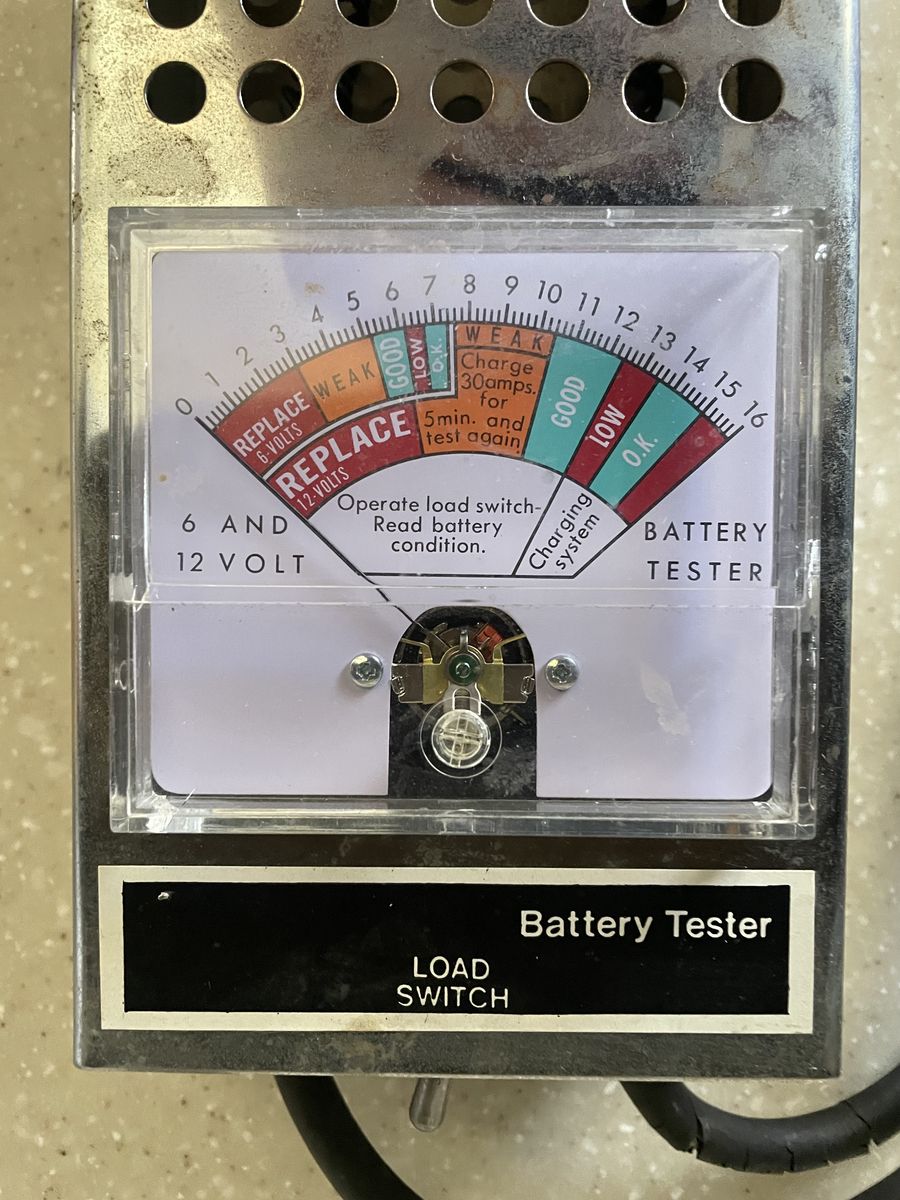 0 1 2 3 4 5 6 7 8 9 10 11 12 13 14 15 16
REPLACE
6-VOLTS
WEAK
GOOD
LOW
O.K.
WEAK
Charge
30amps.
for
5min. and
test again
REPLACE
12-VOLTS
GOOD
LOW
O.K.
Operate load switch-
Read battery
condition.
Charging
system
6 AND
12 VOLT
BATTERY
TESTER
Battery Tester
LOAD
SWITCH